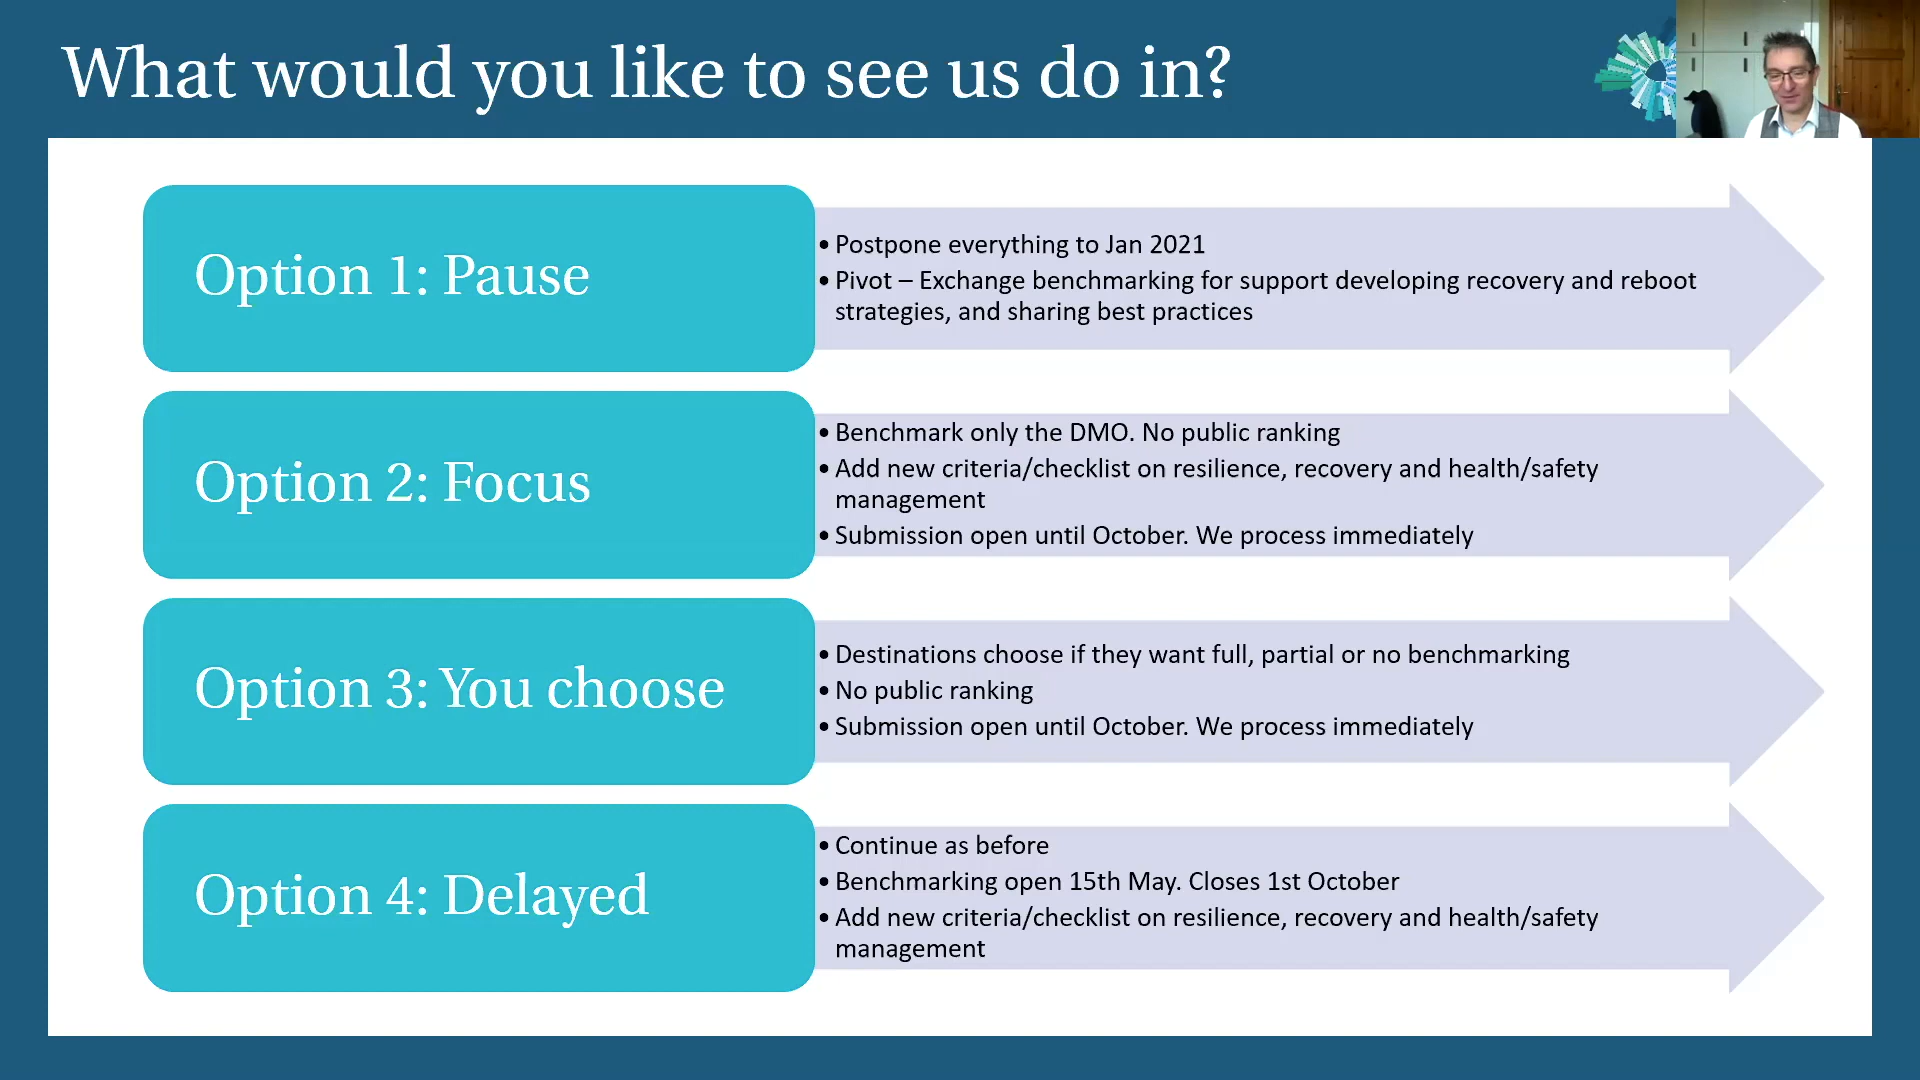 What would you like to see us do in?
Option 1: Pause
• Postpone everything to Jan 2021
• Pivot – Exchange benchmarking for support developing recovery and reboot
strategies, and sharing best practices
Option 2: Focus
• Benchmark only the DMO. No public ranking
• Add new criteria/checklist on resilience, recovery and health/safety
management
• Submission open until October. We process immediately
Option 3: You choose
• Destinations choose if they want full, partial or no benchmarking
• No public ranking
• Submission open until October. We process immediately
Option 4: Delayed
• Continue as before
• Benchmarking open 15th May. Closes 1st October
• Add new criteria/checklist on resilience, recovery and health/safety
management